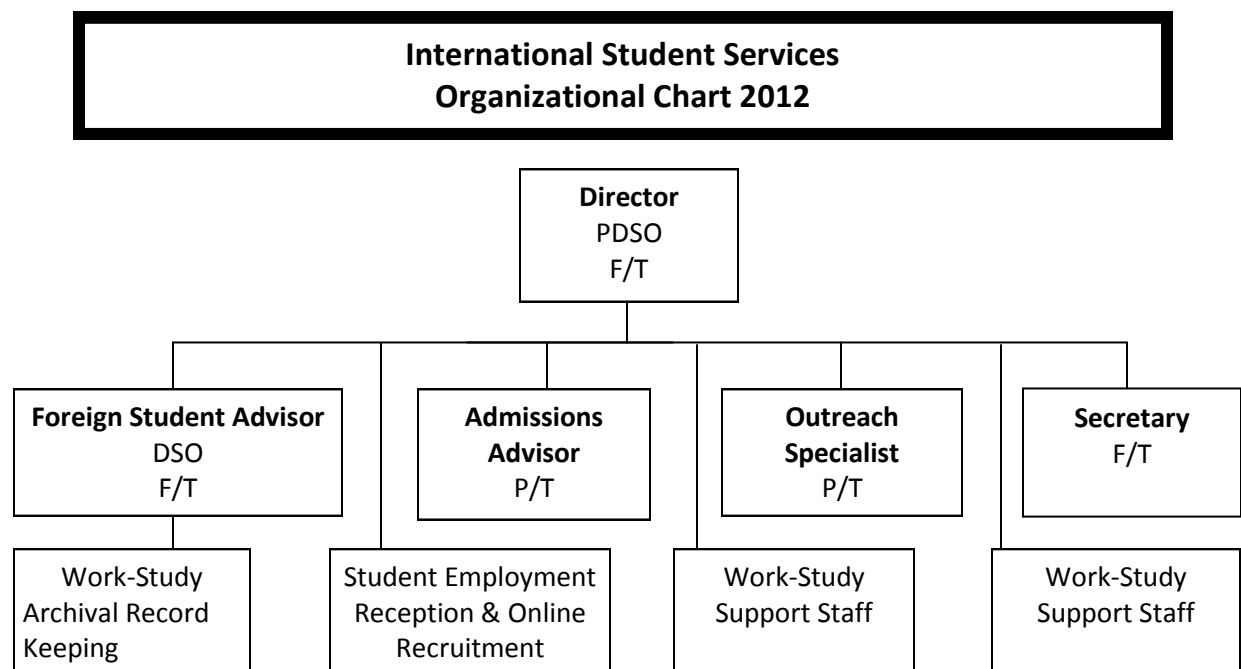 International Student Services
Organizational Chart 2012
Director
PDSO
F/T
Foreign Student Advisor
DSO
F/T
Admissions
Advisor
P/T
Outreach
Specialist
P/T
Secretary
F/T
Work-Study
Archival Record
Keeping
Student Employment
Reception & Online
Recruitment
Work-Study
Support Staff
Work-Study
Support Staff